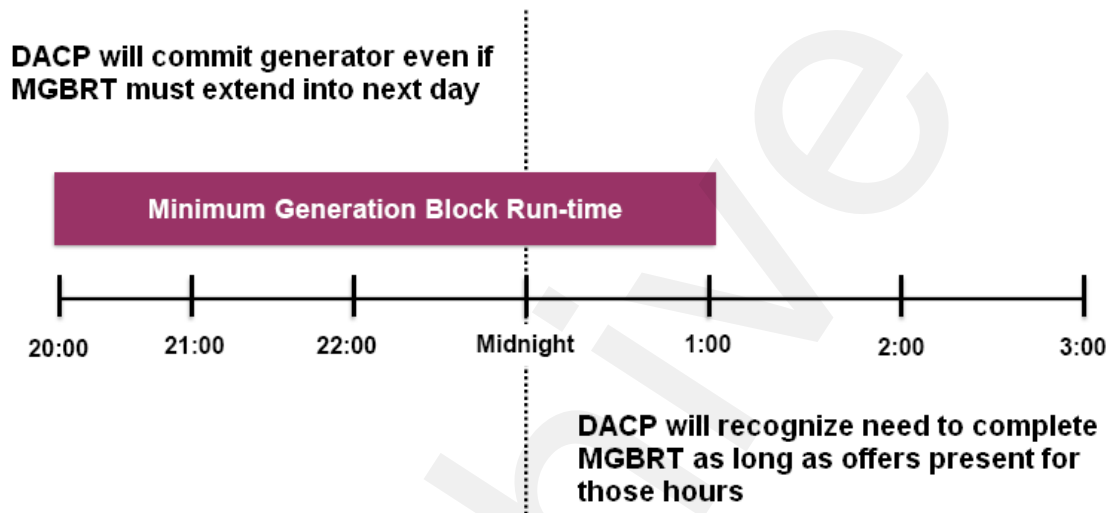 DACP will commit generator even if
MGBRT must extend into next day
Minimum Generation Block Run-time
20:00 21:00 22:00 Midnight 1:00 2:00 3:00
DACP will recognize need to complete
MGBRT as long as offers present for
those hours